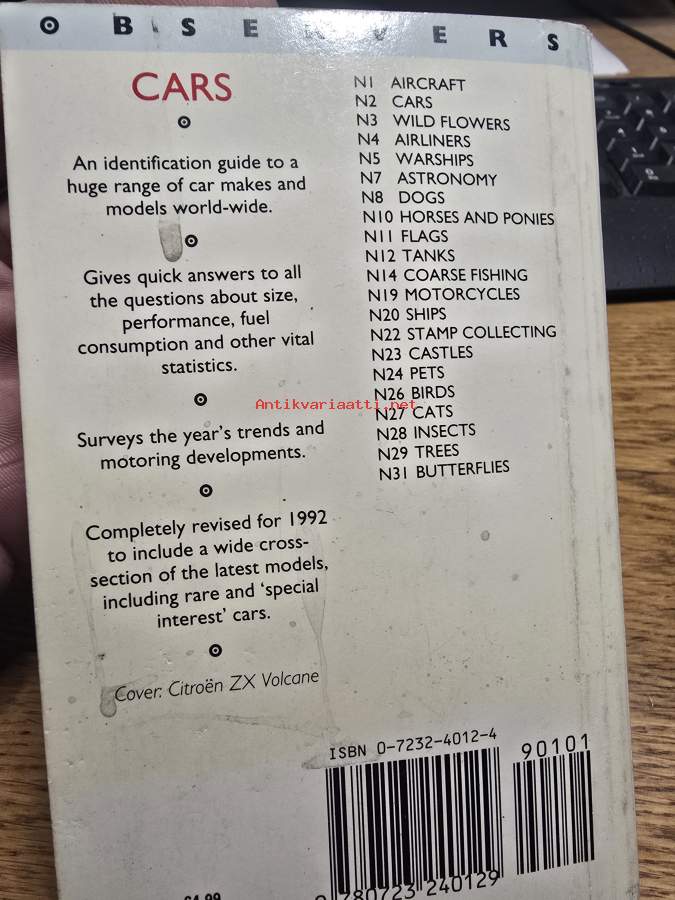 OBSERVERS
CARS
An identification guide to a
huge range of car makes and
models world-wide.
Gives quick answers to all
the questions about size,
performance, fuel
consumption and other vital
statistics.
Surveys the year's trends and
motoring developments.
Completely revised for 1992
to include a wide cross-
section of the latest models,
including rare and 'special
interest' cars.
Cover: Citroën ZX Volcane
N1 AIRCRAFT
N2 CARS
N3 WILD FLOWERS
N4 AIRLINERS
N5 WARSHIPS
N7 ASTRONOMY
N8 DOGS
N10 HORSES AND PONIES
N11 FLAGS
N12 TANKS
N14 COARSE FISHING
N19 MOTORCYCLES
N20 SHIPS
N22 STAMP COLLECTING
N23 CASTLES
N24 PETS
N26 BIRDS
Antikvariaatti.net
N27 CATS
N28 INSECTS
N29 TREES
N31 BUTTERFLIES
ISBN 0-7232-4012-4
90101
9 780723 240129